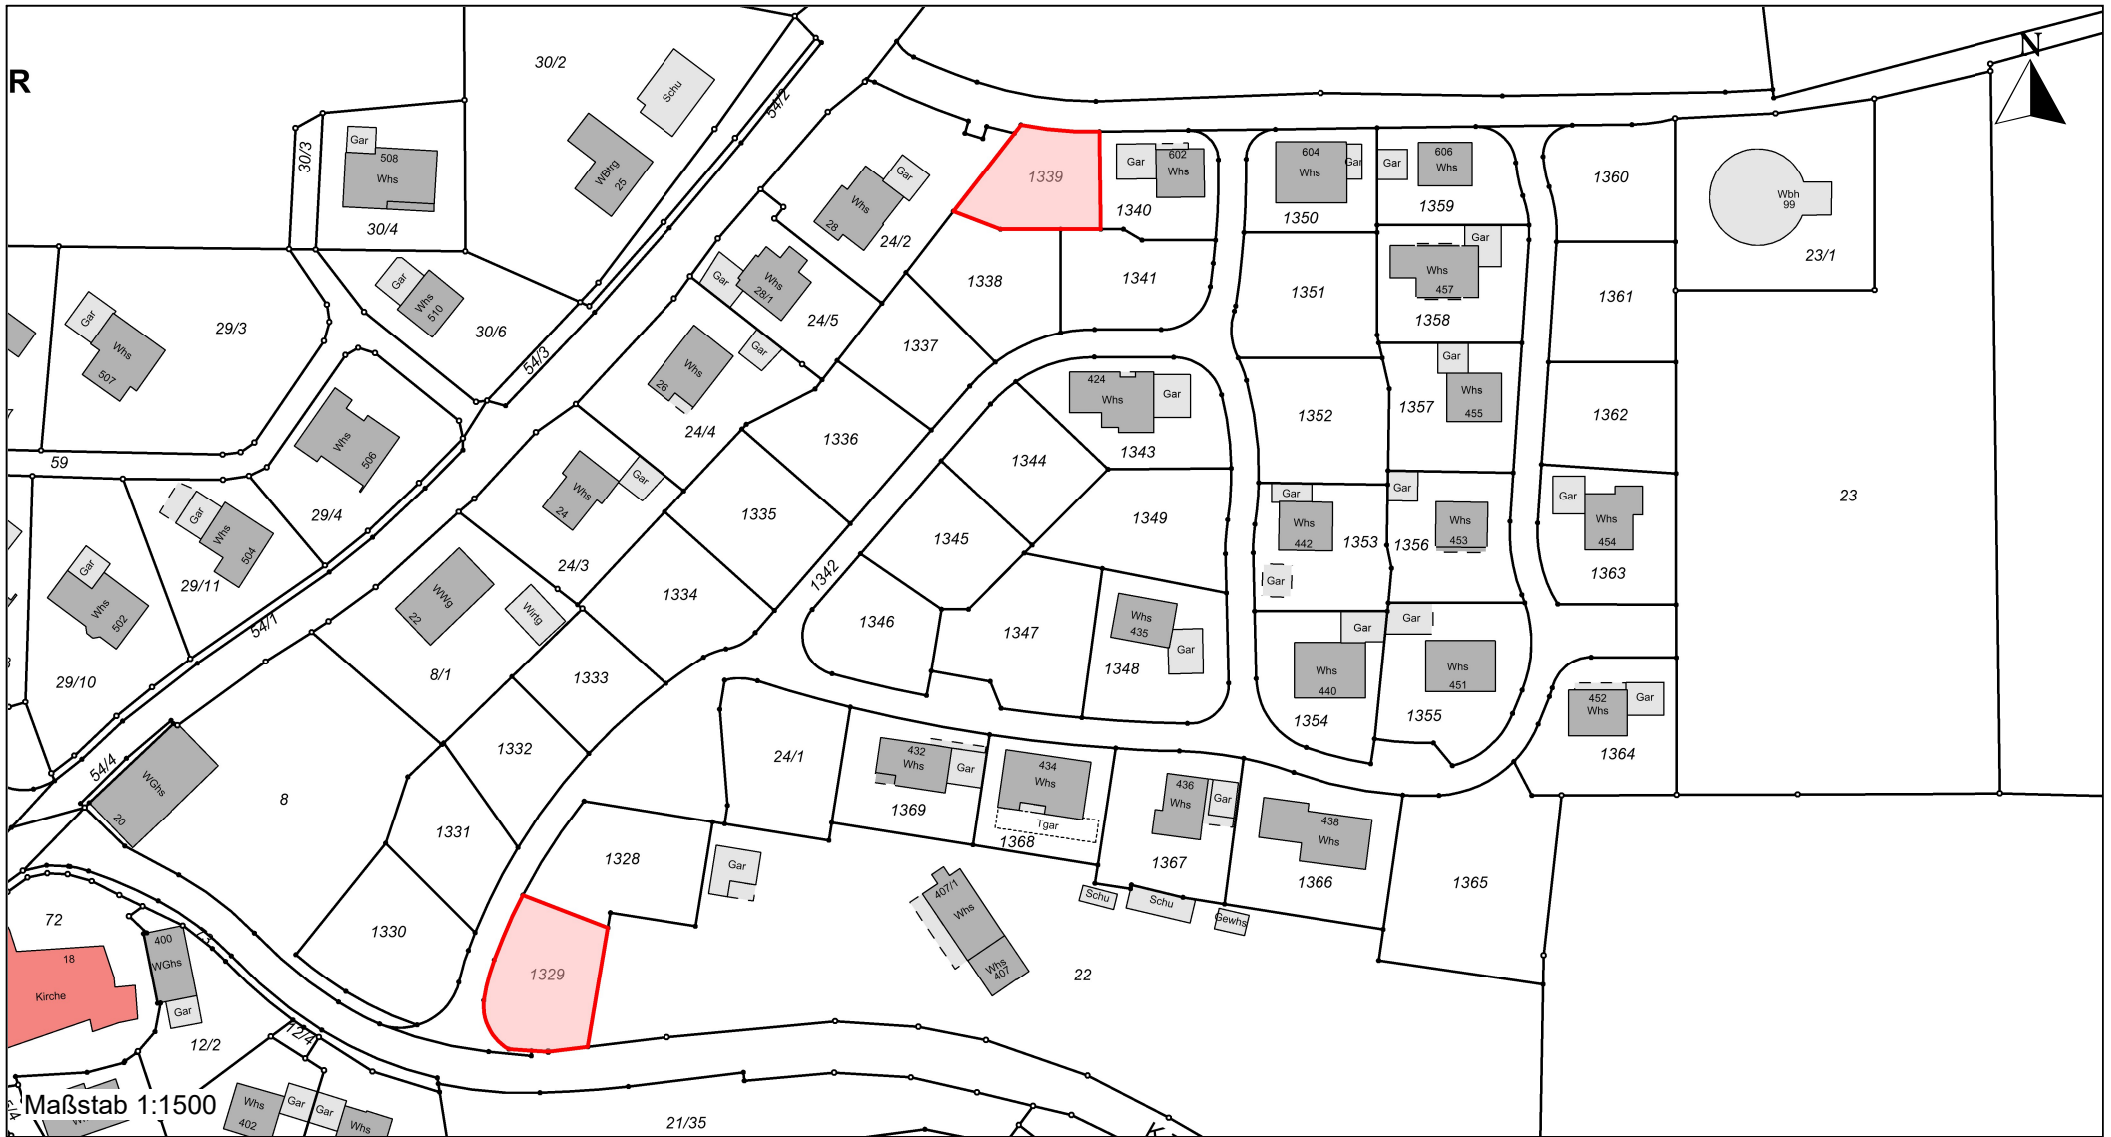 30/2
N
R
Schu
54/2
Gar
508
Whs
30/3
WBtrg
25
Gar
602
Whs
604
Whs
Gar
Gar
606
Whs
1339
1360
Wbh
99
30/4
Whs
28
Gar
24/2
1340
1350
1359
23/1
Gar
Whs
28/1
Gar
Whs
510
Gar
Whs
457
1338
1341
1351
1361
29/3
Gar
Whs
507
30/6
24/5
1358
1337
Gar
Whs
26
54/3
Gar
Whs
455
424
Whs
Gar
1357
1352
1362
24/4
1336
1343
Whs
506
59
1344
Gar
Whs
24
Gar
Whs
442
Gar
Whs
453
Gar
Whs
454
23
29/4
1335
1349
Gar
Whs
504
1345
1353
1356
24/3
1363
Gar
Whs
502
29/11
WWg
22
Wirtg
1342
Gar
1334
Whs
435
Gar
Gar
Gar
1346
1347
54/1
1348
Whs
440
Whs
451
29/10
8/1
1333
452
Whs
Gar
1354
1355
1332
24/1
432
Whs
Gar
434
Whs
1364
54/4
WGhs
20
8
1369
Tgar
1368
436
Whs
Gar
438
Whs
1331
1328
1367
1366
1365
Gar
407/1
Whs
Whs
407
Schu
Schu
Gewhs
72
1330
400
WGhs
Gar
18
Kirche
1329
22
12/2
12/4
Maßstab 1:1500
Whs
402
Gar
Gar
Whs
21/35